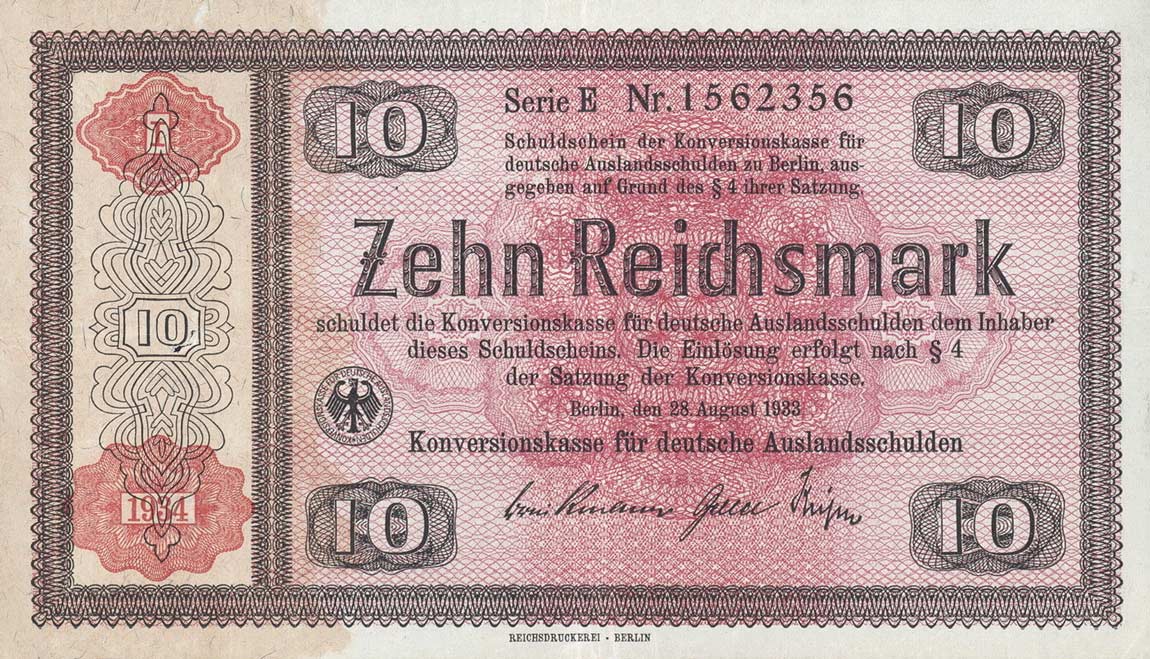 10
E
10
1934
10
10
Serie E Nr. 1562356
Schuldschein der Konversionskasse für
deutsche Auslandsschulden zu Berlin, aus-
gegeben auf Grund des § 4 ihrer Satzung.
Zehn Reichsmark
schuldet die Konversionskasse für deutsche Auslandsschulden dem Inhaber
dieses Schuldscheins. Die Einlösung erfolgt nach § 4
der Satzung der Konversionskasse.
Berlin, den 28. August 1933
Konversionskasse für deutsche Auslandsschulden
10
10
REICHSDRUCKEREI · BERLIN